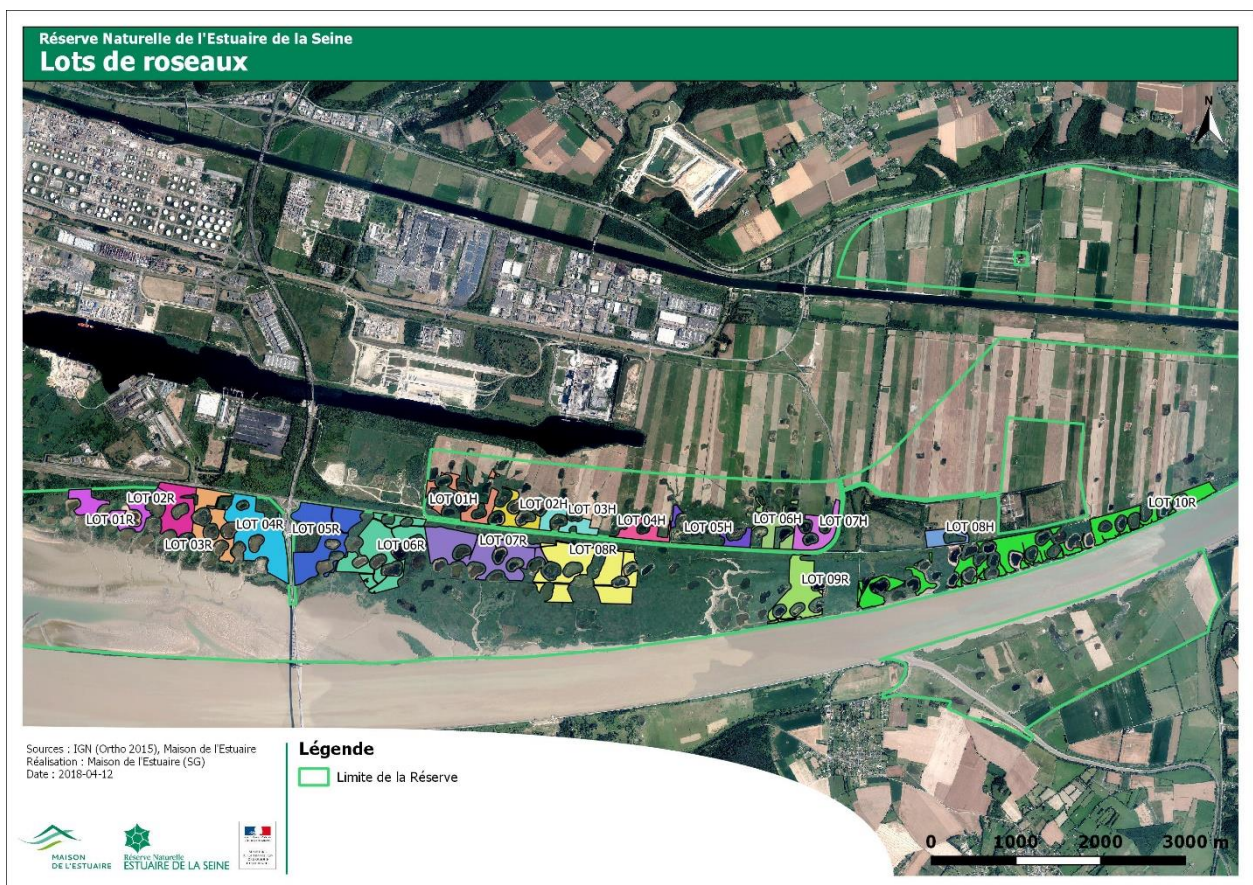 Réserve Naturelle de l'Estuaire de la Seine
Lots de roseaux
N
LOT 01R
LOT 02R
LOT 03R
LOT 04R
LOT 05R
LOT 06R
LOT 07R
LOT 08R
LOT 09R
LOT 10R
LOT 01H
LOT 02H
LOT 03H
LOT 04H
LOT 05H
LOT 06H
LOT 07H
LOT 08H
Sources : IGN (Ortho 2015), Maison de l'Estuaire
Réalisation : Maison de l'Estuaire (SG)
Date : 2018-04-12
Légende
Limite de la Réserve
MAISON
DE L'ESTUAIRE
Réserve Naturelle
ESTUAIRE DE LA SEINE
0 1000 2000 3000 m